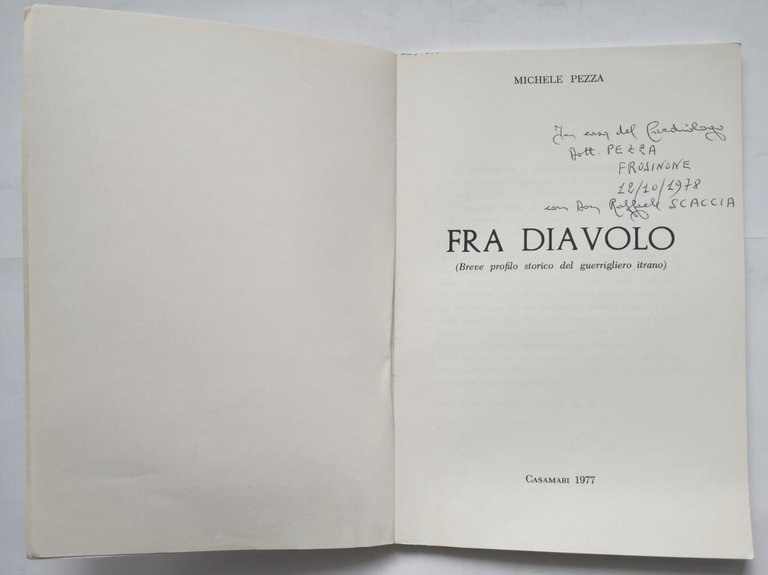 MICHELE PEZZA
In casa del Cardiologo
Dott. PEZZA
FROSINONE
12/10/1978
con Don Raffaele SCACCIA
FRA DIAVOLO
(Breve profilo storico del guerrigliero itrano)
CASAMARI 1977